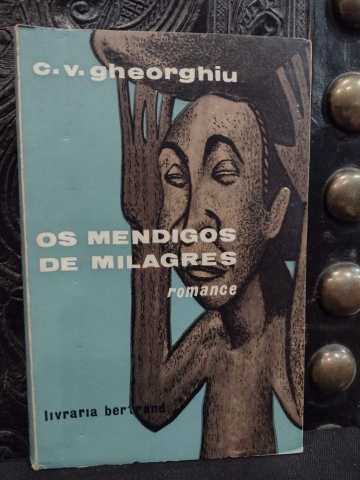 c.v.gheorghiu
OS MENDIGOS
DE MILAGRES
romance
livraria bertrand